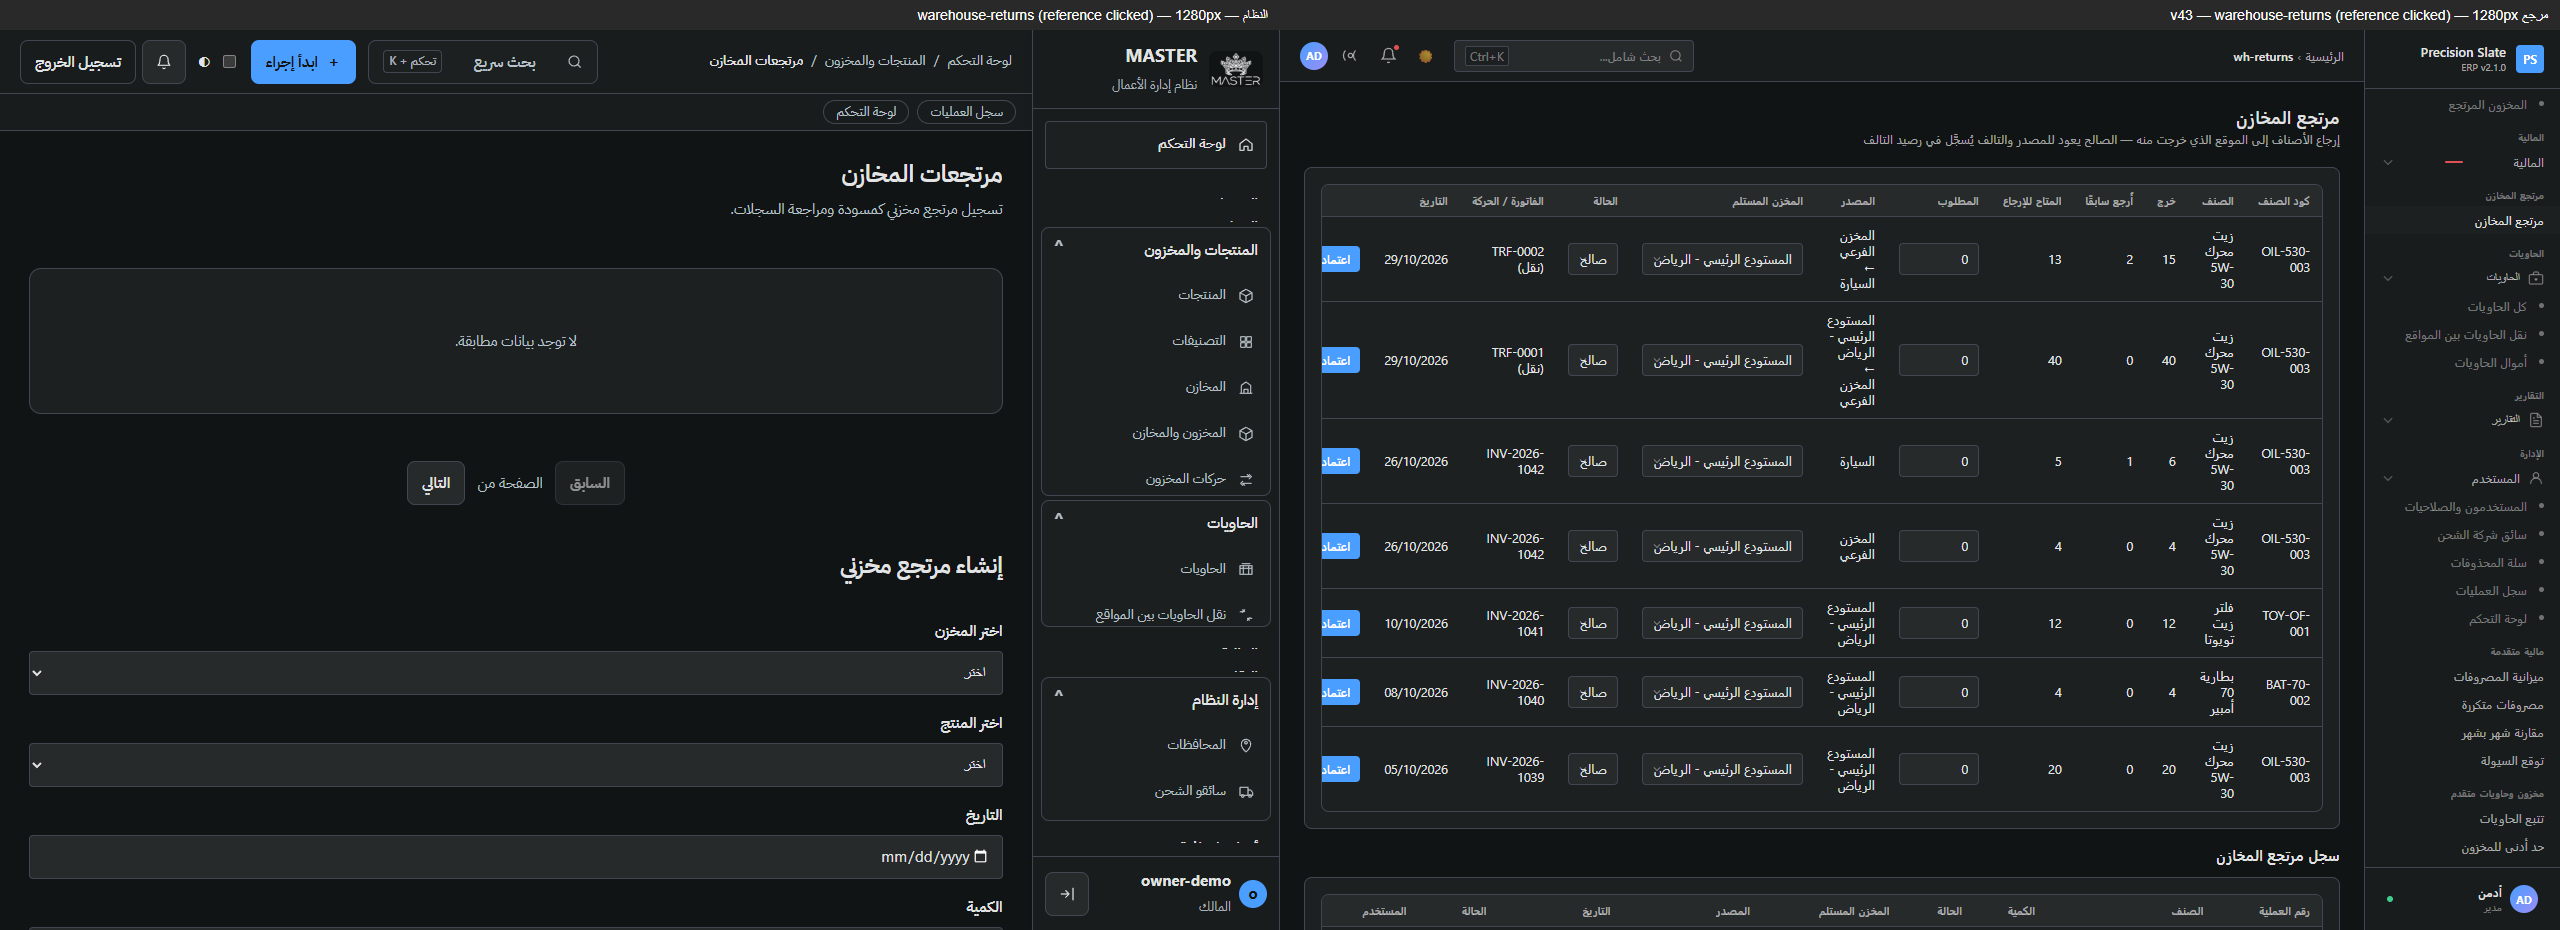 مرجع v43 — warehouse-returns (reference clicked) — 1280px
النظام — warehouse-returns (reference clicked) — 1280px
Precision Slate
ERP v2.1.0
PS
المخزون المرتجع
المالية
المالية
مرتجع المخازن
مرتجع المخازن
الحاويات
الحاويات
كل الحاويات
نقل الحاويات بين المواقع
أموال الحاويات
التقارير
التقارير
الإدارة
المستخدم
المستخدمون والصلاحيات
سائق شركة الشحن
سلة المحذوفات
سجل العمليات
لوحة التحكم
مالية متقدمة
ميزانية المصروفات
مصروفات متكررة
مقارنة شهر بشهر
توقع السيولة
مخزون وحاويات متقدم
تتبع الحاويات
حد أدنى للمخزون
أدمن
مدير
AD
الرئيسية › wh-returns
بحث شامل... Ctrl+K
AD
مرتجع المخازن
إرجاع الأصناف إلى الموقع الذي خرجت منه — الصالح يعود للمصدر والتالف يُسجَّل في رصيد التالف
كود الصنف الصنف خرج أرجع سابقًا المتاح للإرجاع المطلوب المصدر المخزن المستلم الحالة الفاتورة / الحركة التاريخ
OIL-530-003 زيت محرك 5W-30 15 2 13 0 المخزن الفرعي ← السيارة المستودع الرئيسي - الرياض صالح TRF-0002 (نقل) 29/10/2026 اعتماد
OIL-530-003 زيت محرك 5W-30 40 0 40 0 المستودع الرئيسي - الرياض ← المخزن الفرعي المستودع الرئيسي - الرياض صالح TRF-0001 (نقل) 29/10/2026 اعتماد
OIL-530-003 زيت محرك 5W-30 6 1 5 0 السيارة المستودع الرئيسي - الرياض صالح INV-2026-1042 26/10/2026 اعتماد
OIL-530-003 زيت محرك 5W-30 4 0 4 0 المخزن الفرعي المستودع الرئيسي - الرياض صالح INV-2026-1042 26/10/2026 اعتماد
TOY-OF-001 فلتر زيت تويوتا 12 0 12 0 المستودع الرئيسي - الرياض المستودع الرئيسي - الرياض صالح INV-2026-1041 10/10/2026 اعتماد
BAT-70-002 بطارية 70 أمبير 4 0 4 0 المستودع الرئيسي - الرياض المستودع الرئيسي - الرياض صالح INV-2026-1040 08/10/2026 اعتماد
OIL-530-003 زيت محرك 5W-30 20 0 20 0 المستودع الرئيسي - الرياض المستودع الرئيسي - الرياض صالح INV-2026-1039 05/10/2026 اعتماد
سجل مرتجع المخازن
رقم العملية الصنف الكمية الحالة المخزن المستلم المصدر التاريخ الحالة المستخدم
MASTER
MASTER
نظام إدارة الأعمال
لوحة التحكم
المنتجات والمخزون
المنتجات
التصنيفات
المخازن
المخزون والمخازن
حركات المخزون
الحاويات
الحاويات
نقل الحاويات بين المواقع
إدارة النظام
المحافظات
سائقو الشحن
owner-demo
المالك
o
لوحة التحكم / المنتجات والمخزون / مرتجعات المخازن
بحث سريع تحكم + K
+ ابدأ إجراء
تسجيل الخروج
سجل العمليات
لوحة التحكم
مرتجعات المخازن
تسجيل مرتجع مخزني كمسودة ومراجعة السجلات.
لا توجد بيانات مطابقة.
السابق الصفحة من التالي
إنشاء مرتجع مخزني
اختر المخزن
اختر
اختر المنتج
اختر
التاريخ
mm/dd/yyyy
الكمية